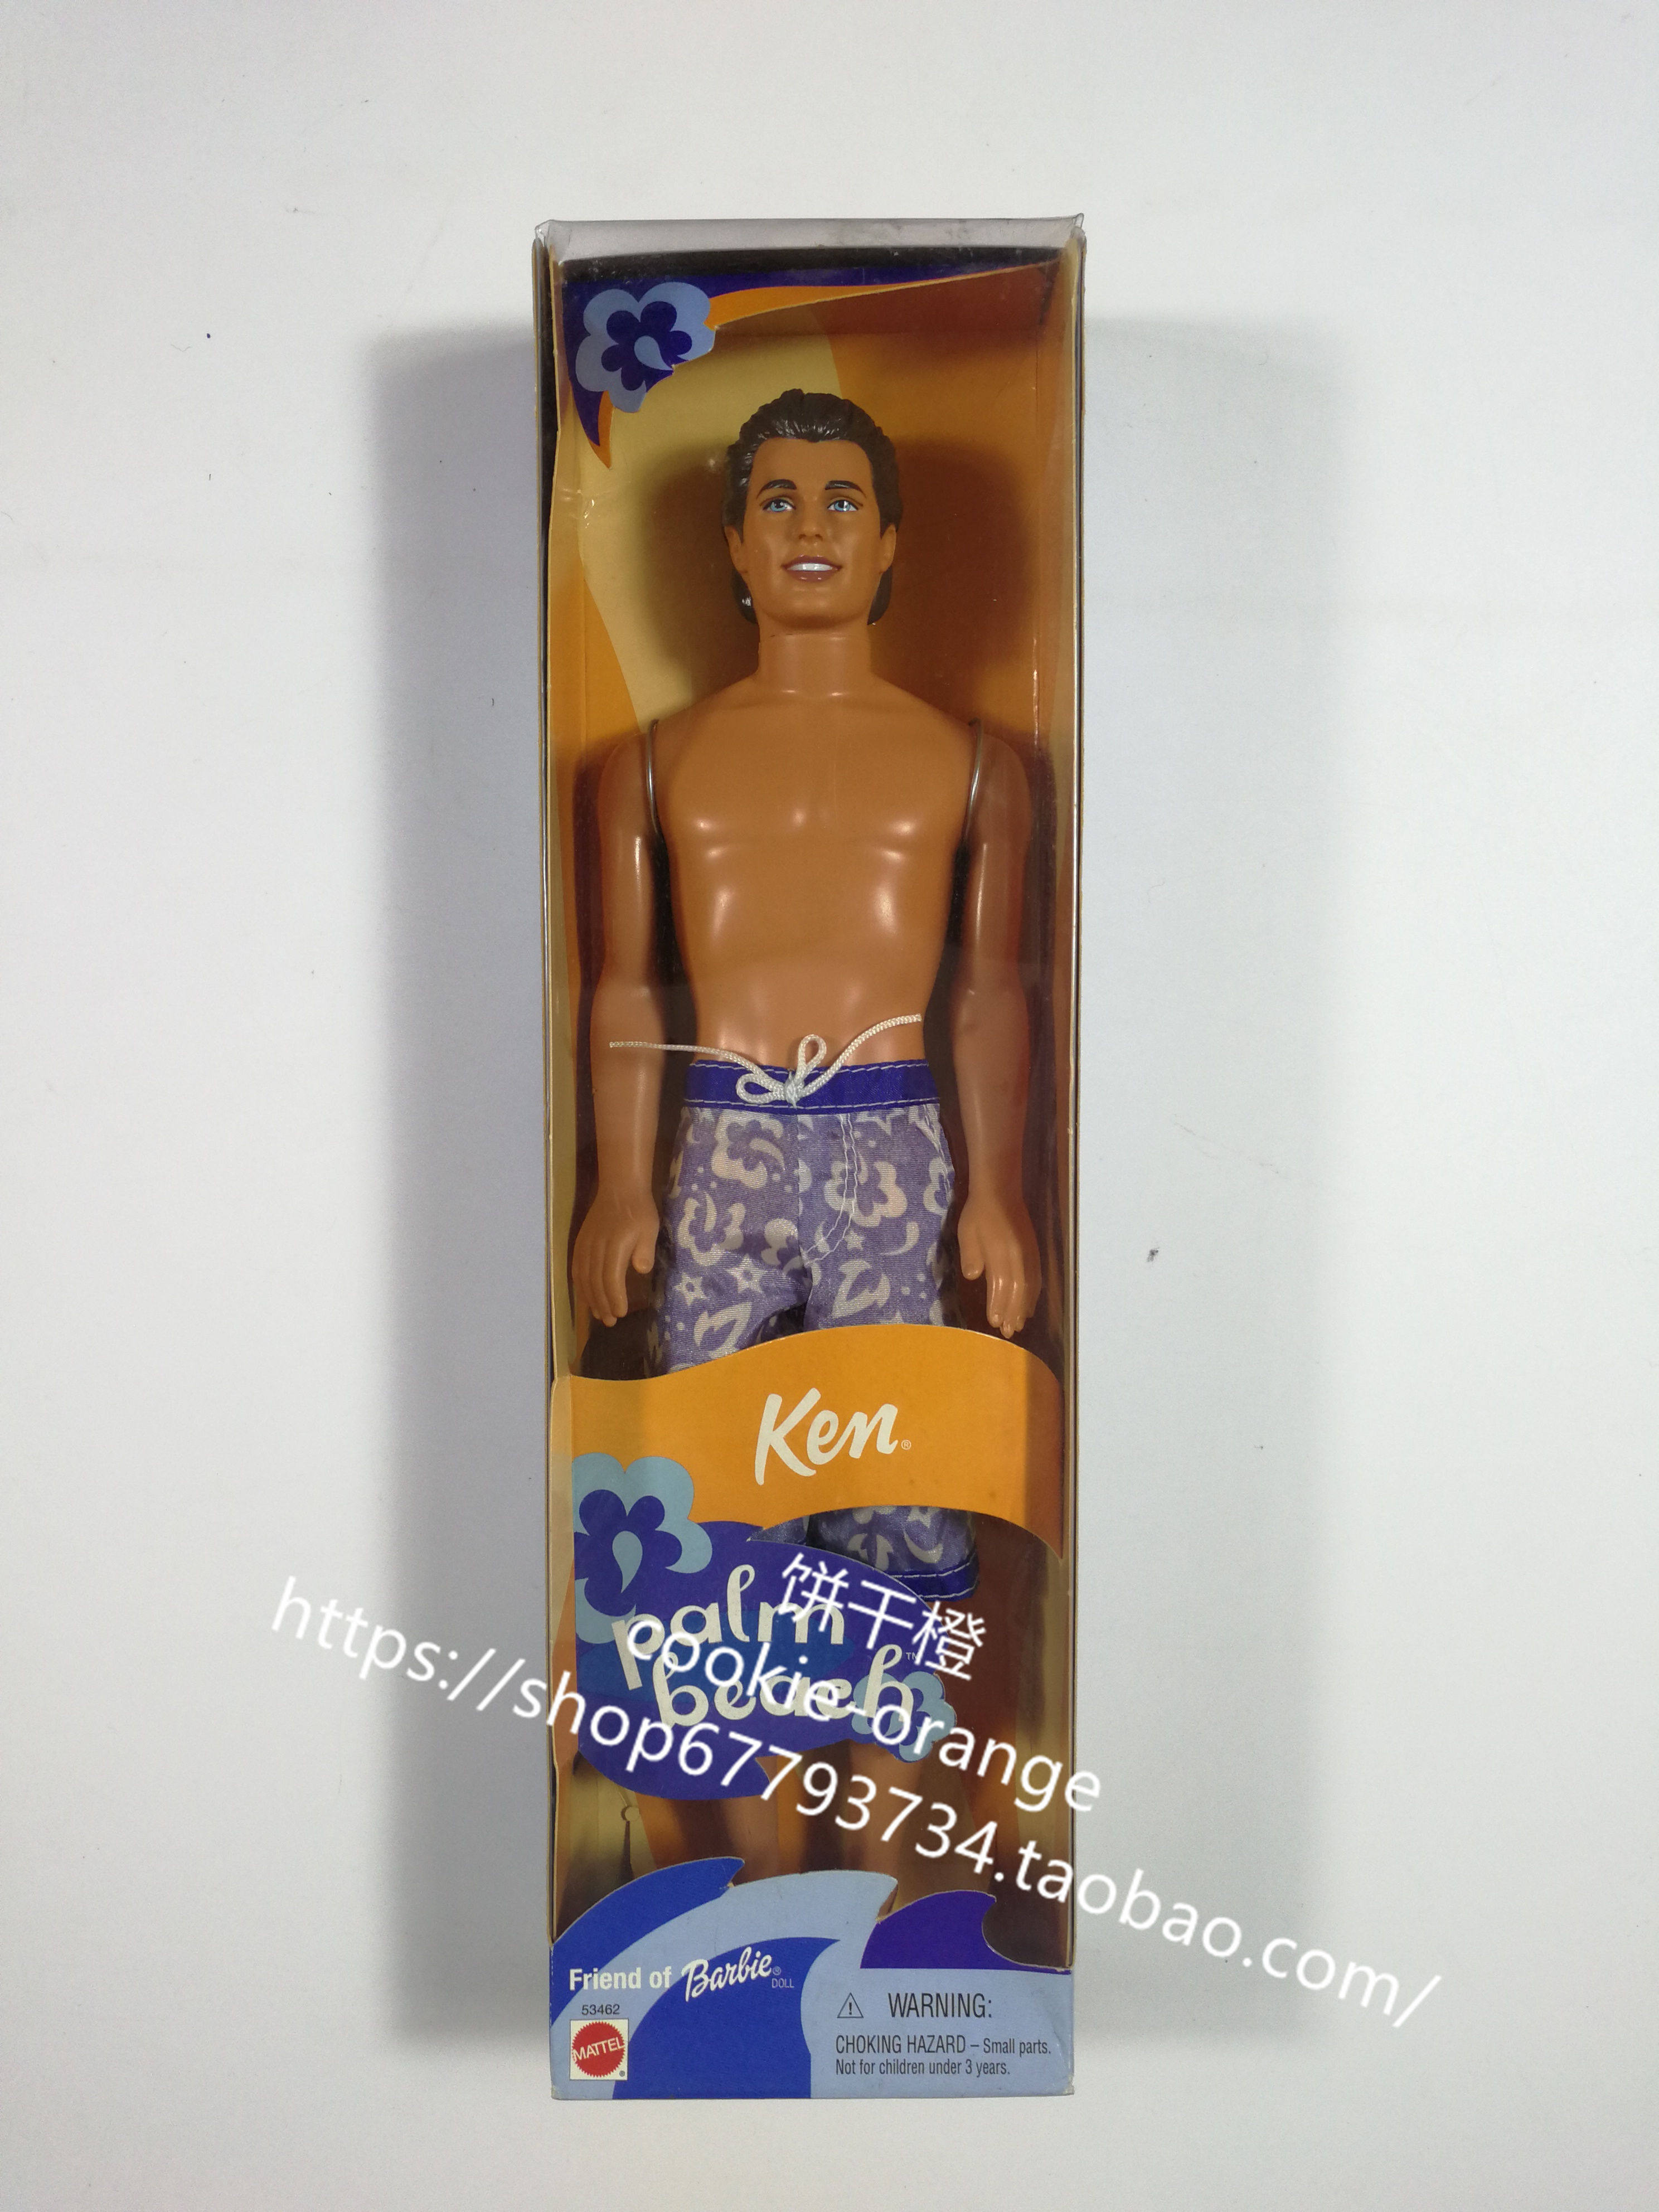 Ken®
palm
beach™
饼干橙
cookie-orange
https://shop67793734.taobao.com/
Friend of Barbie®
DOLL
53462
MATTEL®
WARNING:
CHOKING HAZARD – Small parts.
Not for children under 3 years.